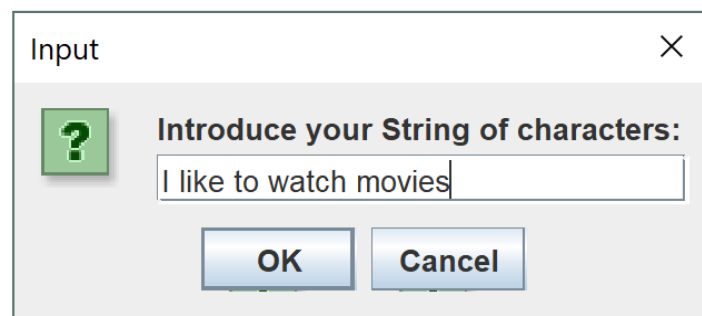 Input
Introduce your String of characters:
I like to watch movies
OK Cancel